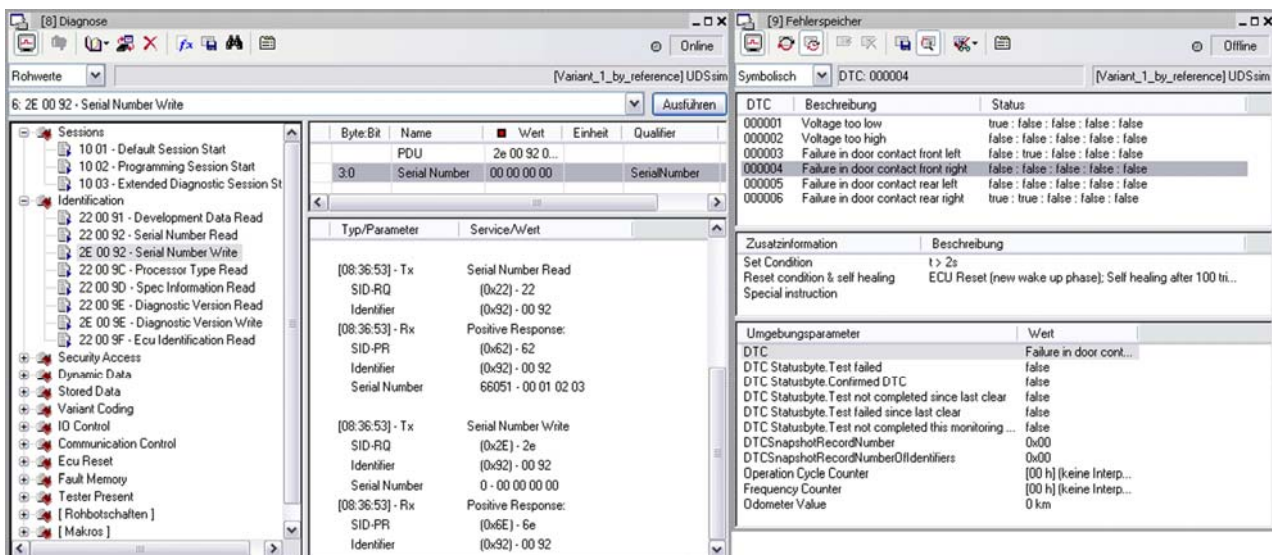 [8] Diagnose
Online
Rohwerte [Variant_1_by_reference] UDSsim
6: 2E 00 92 - Serial Number Write Ausführen
Sessions
10 01 - Default Session Start
10 02 - Programming Session Start
10 03 - Extended Diagnostic Session St
Identification
22 00 91 - Development Data Read
22 00 92 - Serial Number Read
2E 00 92 - Serial Number Write
22 00 9C - Processor Type Read
22 00 9D - Spec Information Read
22 00 9E - Diagnostic Version Read
2E 00 9E - Diagnostic Version Write
22 00 9F - Ecu Identification Read
Security Access
Dynamic Data
Stored Data
Variant Coding
IO Control
Communication Control
Ecu Reset
Fault Memory
Tester Present
[ Rohbotschaften ]
[ Makros ]
Byte:Bit Name Wert Einheit Qualifier
PDU 2e 00 92 0...
3:0 Serial Number 00 00 00 00 SerialNumber
Typ/Parameter Service/Wert
[08:36:53] - Tx Serial Number Read
SID-RQ (0x22) - 22
Identifier (0x92) - 00 92
[08:36:53] - Rx Positive Response:
SID-PR (0x62) - 62
Identifier (0x92) - 00 92
Serial Number 66051 - 00 01 02 03
[08:36:53] - Tx Serial Number Write
SID-RQ (0x2E) - 2e
Identifier (0x92) - 00 92
Serial Number 0 - 00 00 00 00
[08:36:53] - Rx Positive Response:
SID-PR (0x6E) - 6e
Identifier (0x92) - 00 92
[9] Fehlerspeicher
Offline
Symbolisch DTC: 000004 [Variant_1_by_reference] UDSsim
DTC Beschreibung Status
000001 Voltage too low true : false : false : false : false
000002 Voltage too high false : false : false : false : false
000003 Failure in door contact front left false : true : false : false : false
000004 Failure in door contact front right false : false : false : false : false
000005 Failure in door contact rear left false : false : false : false : false
000006 Failure in door contact rear right true : true : false : false : false
Zusatzinformation Beschreibung
Set Condition t > 2s
Reset condition & self healing ECU Reset (new wake up phase); Self healing after 100 tri...
Special instruction
Umgebungsparameter Wert
DTC Failure in door cont...
DTC Statusbyte.Test failed false
DTC Statusbyte.Confirmed DTC false
DTC Statusbyte.Test not completed since last clear false
DTC Statusbyte.Test failed since last clear false
DTC Statusbyte.Test not completed this monitoring ... false
DTCSnapshotRecordNumber 0x00
DTCSnapshotRecordNumberOfIdentifiers 0x00
Operation Cycle Counter [00 h] (keine Interp...
Frequency Counter [00 h] (keine Interp...
Odometer Value 0 km